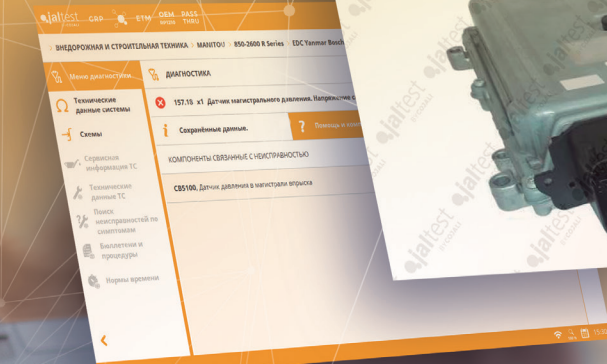 jaltest GRP ETM OEM PASS THRU
ВНЕДОРОЖНАЯ И СТРОИТЕЛЬНАЯ ТЕХНИКА > MANITOU > 850-2600 R Series > EDC Yanmar Bosch
Меню диагностики
ДИАГНОСТИКА
Технические данные системы
157.18 x1 Датчик магистрального давления. Напряжение
Схемы
i Сохранённые данные.
? Помощь и
Сервисная информация ТС
КОМПОНЕНТЫ СВЯЗАННЫЕ С НЕИСПРАВНОСТЬЮ
Технические данные ТС
CB5100, Датчик давления в магистрали впрыска
Поиск неисправностей по симптомам
Бюллетени и процедуры
Нормы времени
jaltest
jaltest
jaltest
jaltest